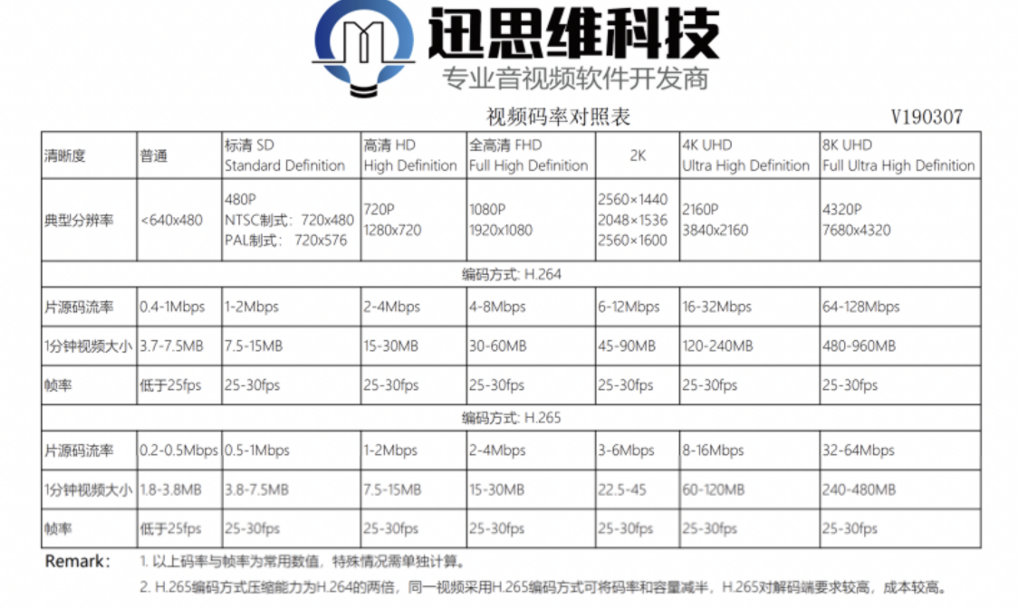 迅思维科技
专业音视频软件开发商
视频码率对照表 V190307
清晰度 普通 标清 SD Standard Definition 高清 HD High Definition 全高清 FHD Full High Definition 2K 4K UHD Ultra High Definition 8K UHD Full Ultra High Definition
典型分辨率 <640x480 480P NTSC制式：720x480 PAL制式： 720x576 720P 1280x720 1080P 1920x1080 2560×1440 2048×1536 2560×1600 2160P 3840x2160 4320P 7680x4320
编码方式: H.264
片源码流率 0.4-1Mbps 1-2Mbps 2-4Mbps 4-8Mbps 6-12Mbps 16-32Mbps 64-128Mbps
1分钟视频大小 3.7-7.5MB 7.5-15MB 15-30MB 30-60MB 45-90MB 120-240MB 480-960MB
帧率 低于25fps 25-30fps 25-30fps 25-30fps 25-30fps 25-30fps 25-30fps
编码方式: H.265
片源码流率 0.2-0.5Mbps 0.5-1Mbps 1-2Mbps 2-4Mbps 3-6Mbps 8-16Mbps 32-64Mbps
1分钟视频大小 1.8-3.8MB 3.8-7.5MB 7.5-15MB 15-30MB 22.5-45 60-120MB 240-480MB
帧率 低于25fps 25-30fps 25-30fps 25-30fps 25-30fps 25-30fps 25-30fps
Remark： 1. 以上码率与帧率为常用数值，特殊情况需单独计算。
2. H.265编码方式压缩能力为H.264的两倍，同一视频采用H.265编码方式可将码率和容量减半，H.265对解码端要求较高，成本较高。